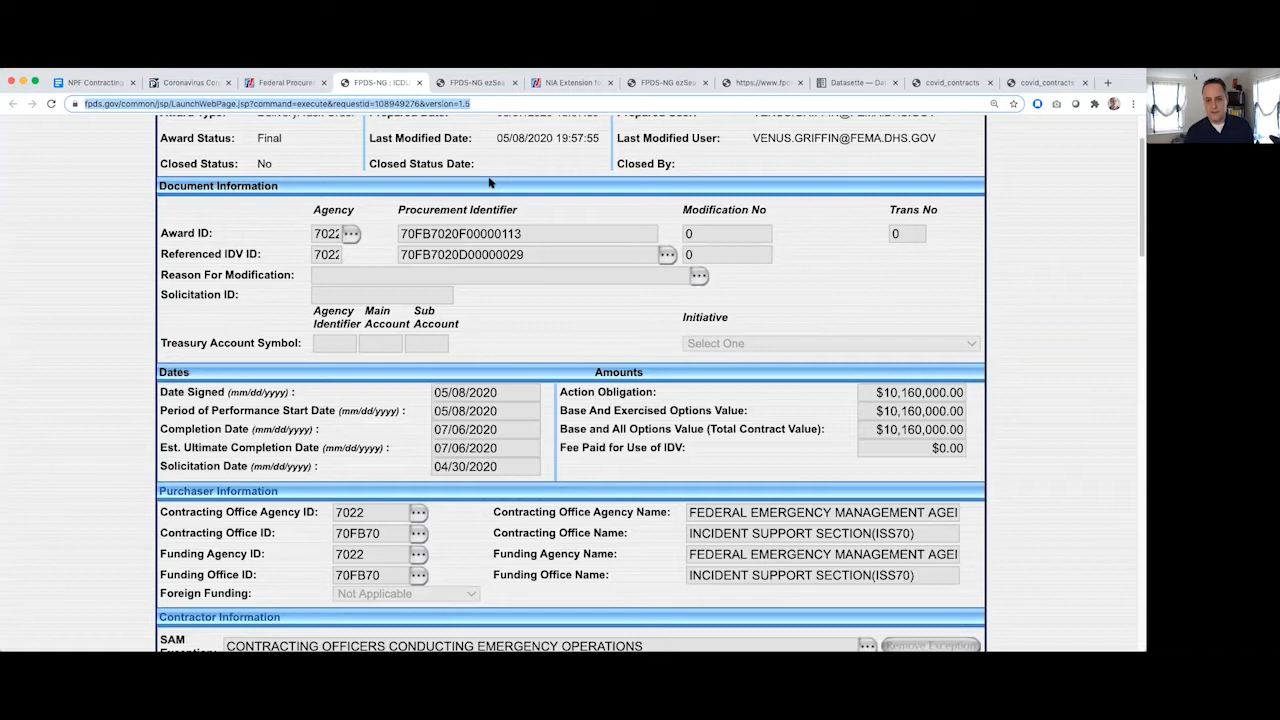 NPF Contracting
Coronavirus Con
Federal Procure
FPDS-NG : ICDU
FPDS-NG ezSea
NIA Extension fo
FPDS-NG ezSea
https://www.fpd
Datasette — Dat
covid_contracts
covid_contracts
fpds.gov/common/jsp/LaunchWebPage.jsp?command=execute&requestid=108949276&version=1.5
Award Status: Final Last Modified Date: 05/08/2020 19:57:55 Last Modified User: VENUS.GRIFFIN@FEMA.DHS.GOV
Closed Status: No Closed Status Date: Closed By:
Document Information
Agency Procurement Identifier Modification No Trans No
Award ID: 7022 70FB7020F00000113 0 0
Referenced IDV ID: 7022 70FB7020D00000029 0
Reason For Modification:
Solicitation ID:
Agency Identifier Main Account Sub Account Initiative
Treasury Account Symbol: Select One
Dates Amounts
Date Signed (mm/dd/yyyy) : 05/08/2020 Action Obligation: $10,160,000.00
Period of Performance Start Date (mm/dd/yyyy) : 05/08/2020 Base And Exercised Options Value: $10,160,000.00
Completion Date (mm/dd/yyyy) : 07/06/2020 Base and All Options Value (Total Contract Value): $10,160,000.00
Est. Ultimate Completion Date (mm/dd/yyyy) : 07/06/2020 Fee Paid for Use of IDV: $0.00
Solicitation Date (mm/dd/yyyy) : 04/30/2020
Purchaser Information
Contracting Office Agency ID: 7022 Contracting Office Agency Name: FEDERAL EMERGENCY MANAGEMENT AGEI
Contracting Office ID: 70FB70 Contracting Office Name: INCIDENT SUPPORT SECTION(ISS70)
Funding Agency ID: 7022 Funding Agency Name: FEDERAL EMERGENCY MANAGEMENT AGEI
Funding Office ID: 70FB70 Funding Office Name: INCIDENT SUPPORT SECTION(ISS70)
Foreign Funding: Not Applicable
Contractor Information
SAM CONTRACTING OFFICERS CONDUCTING EMERGENCY OPERATIONS Remove Exception